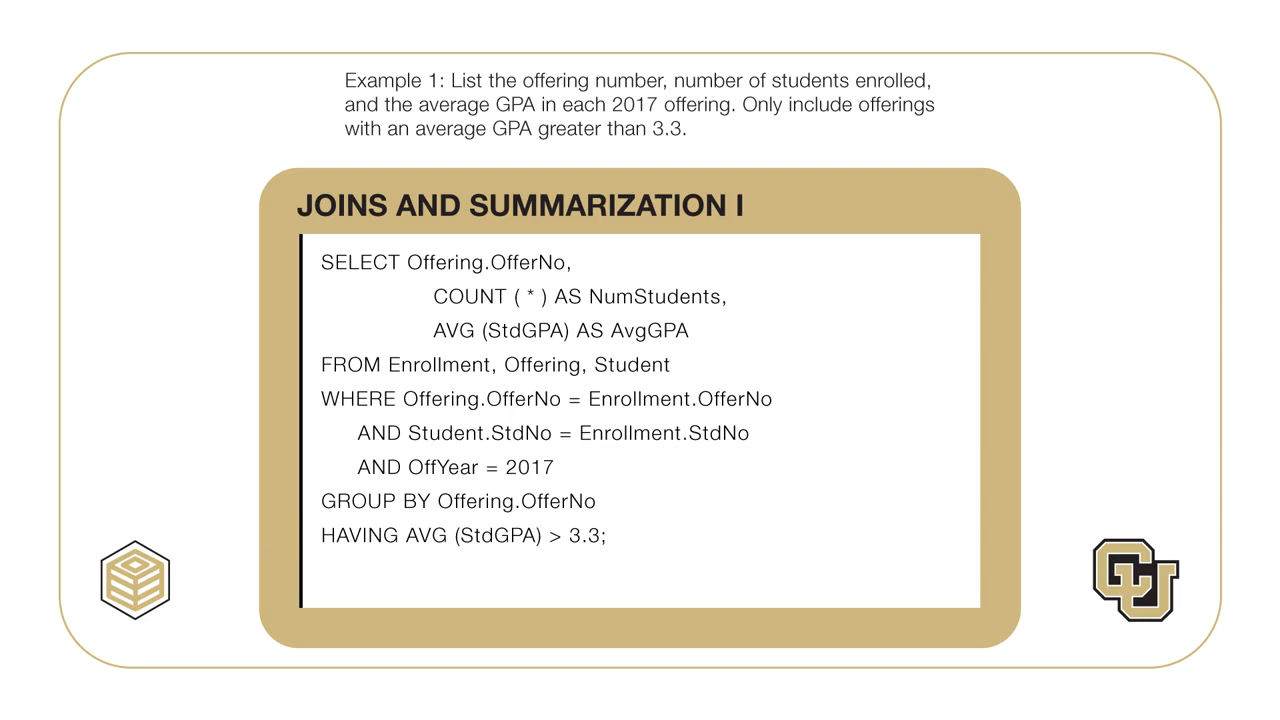 Example 1: List the offering number, number of students enrolled,
and the average GPA in each 2017 offering. Only include offerings
with an average GPA greater than 3.3.
JOINS AND SUMMARIZATION I
SELECT Offering.OfferNo,
COUNT ( * ) AS NumStudents,
AVG (StdGPA) AS AvgGPA
FROM Enrollment, Offering, Student
WHERE Offering.OfferNo = Enrollment.OfferNo
AND Student.StdNo = Enrollment.StdNo
AND OffYear = 2017
GROUP BY Offering.OfferNo
HAVING AVG (StdGPA) > 3.3;
CU